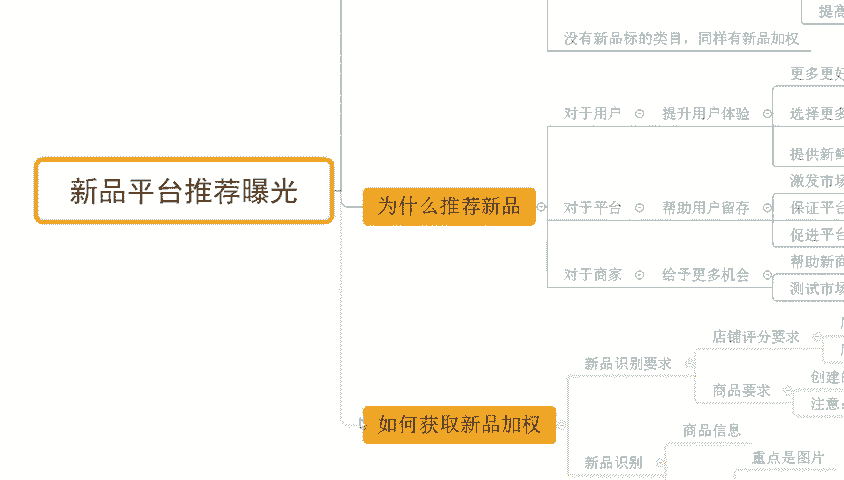 提高
没有新品标的类目，同样有新品加权
更多更好
对于用户
提升用户体验
选择更多
提供新鲜
新品平台推荐曝光
为什么推荐新品
激发市场
对于平台
帮助用户留存
保证平台
促进平台
对于商家
给予更多机会
帮助新商
测试市场
店铺评分要求
新品识别要求
商品要求
创建的
注意：
如何获取新品加权
商品信息
新品识别
重点是图片